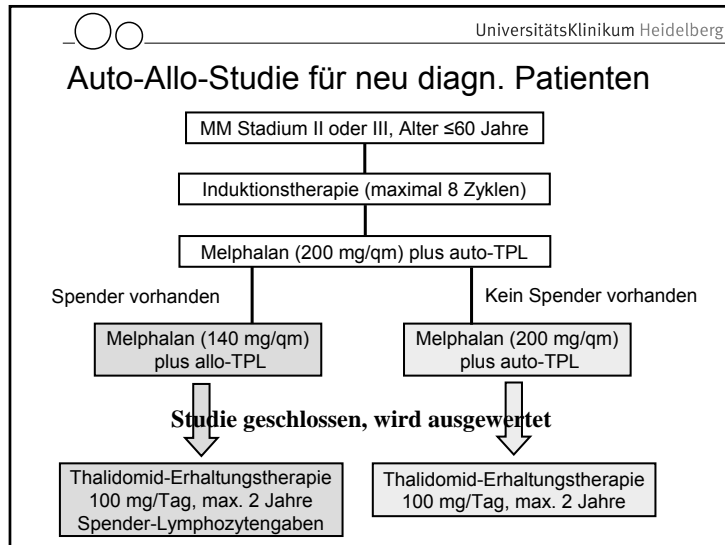 UniversitätsKlinikum Heidelberg
Auto-Allo-Studie für neu diagn. Patienten
MM Stadium II oder III, Alter ≤60 Jahre
Induktionstherapie (maximal 8 Zyklen)
Melphalan (200 mg/qm) plus auto-TPL
Spender vorhanden
Kein Spender vorhanden
Melphalan (140 mg/qm)
plus allo-TPL
Melphalan (200 mg/qm)
plus auto-TPL
Studie geschlossen, wird ausgewertet
Thalidomid-Erhaltungstherapie
100 mg/Tag, max. 2 Jahre
Spender-Lymphozytengaben
Thalidomid-Erhaltungstherapie
100 mg/Tag, max. 2 Jahre